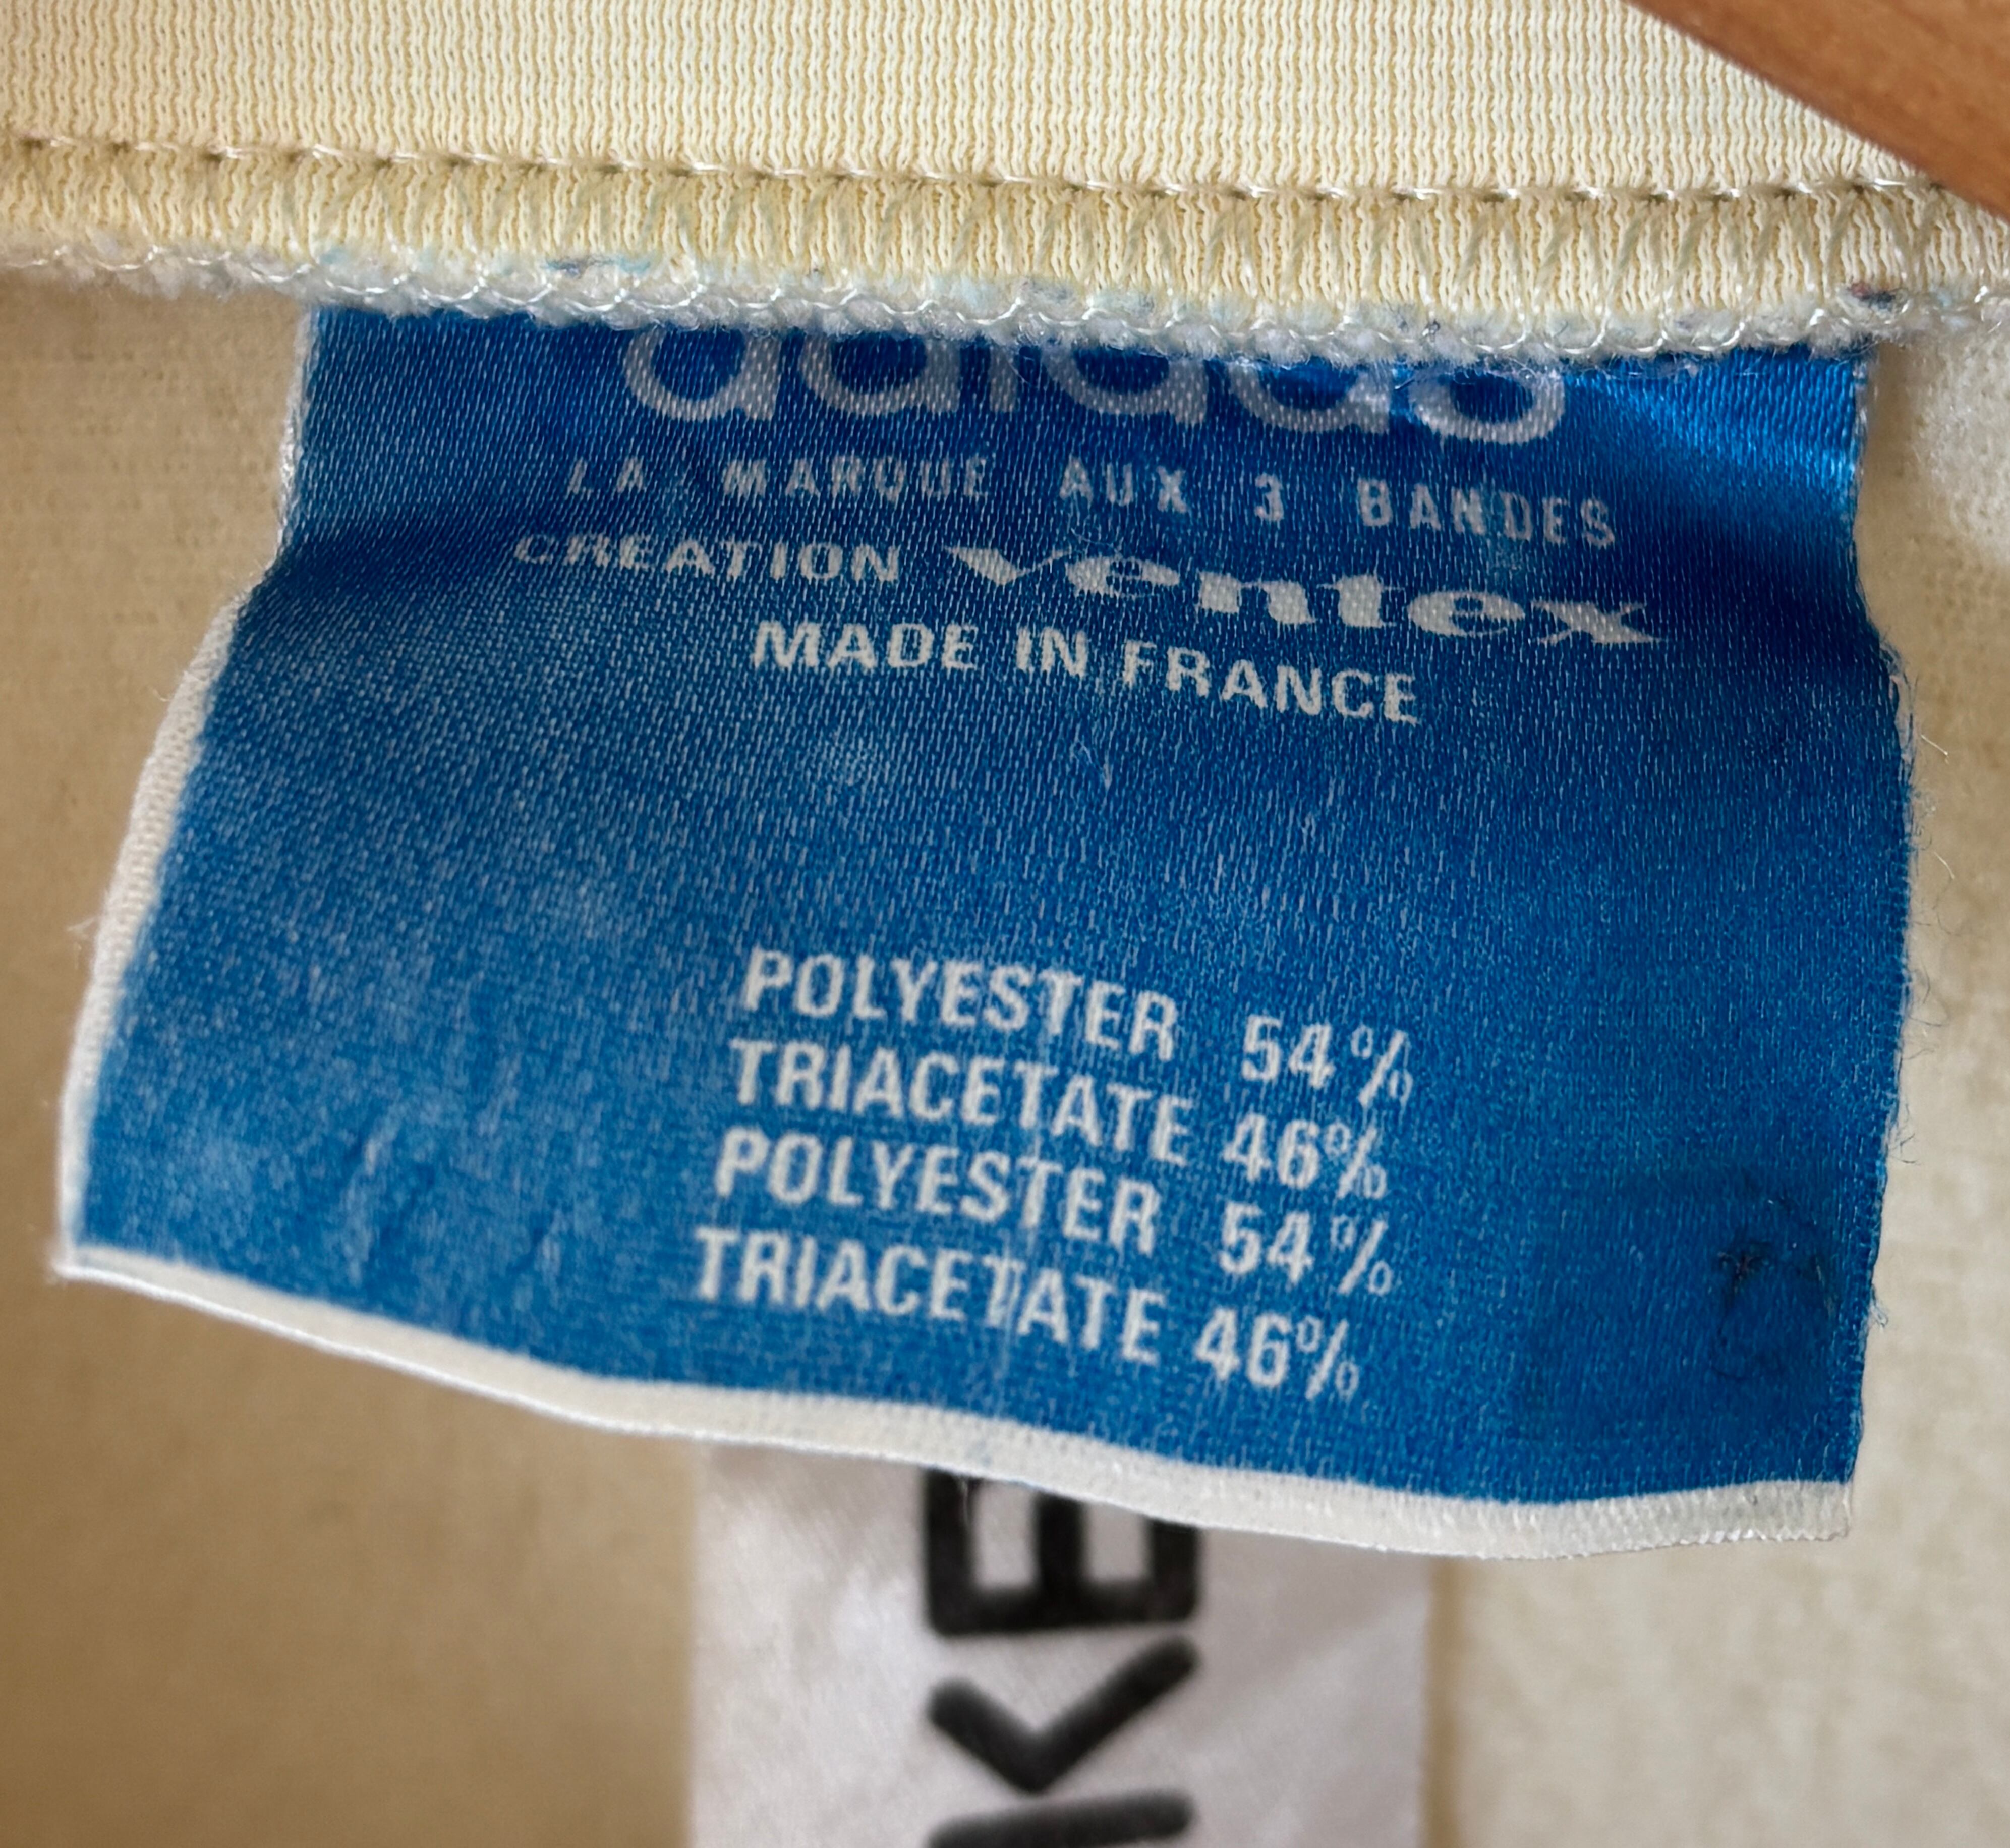 adidas
LA MARQUE AUX 3 BANDES
CREATION ventex
MADE IN FRANCE
POLYESTER 54%
TRIACETATE 46%
POLYESTER 54%
TRIACETATE 46%